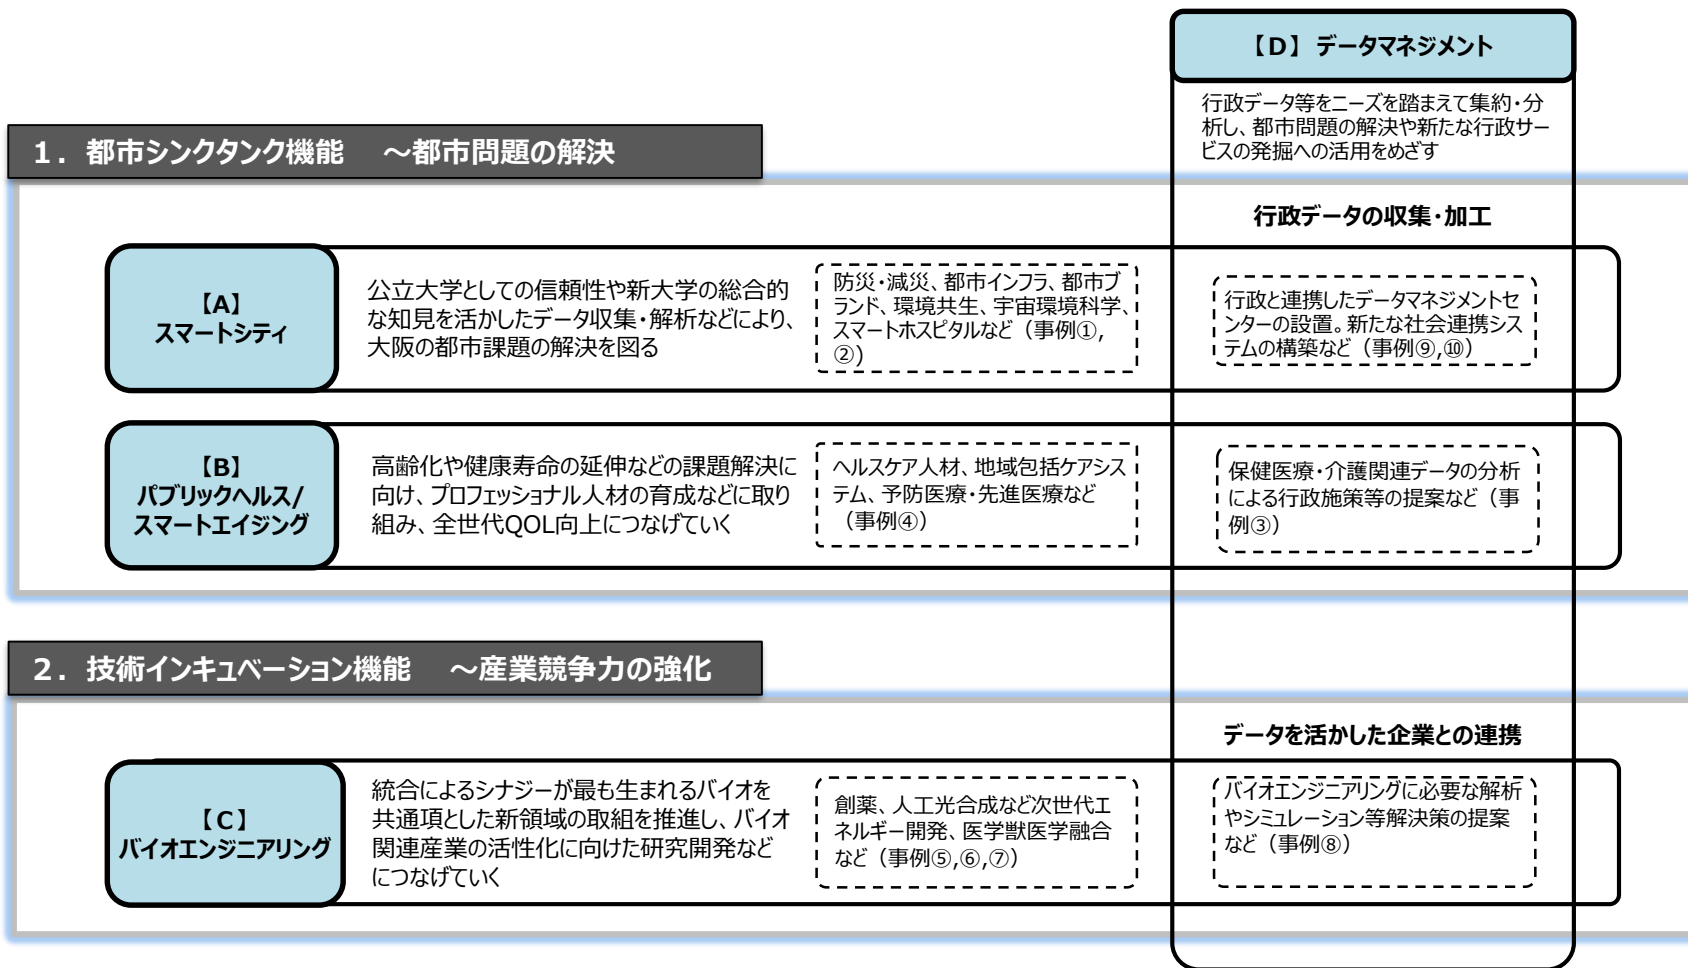 【D】データマネジメント
行政データ等をニーズを踏まえて集約・分
析し、都市問題の解決や新たな行政サー
ビスの発掘への活用をめざす
1．都市シンクタンク機能　～都市問題の解決
行政データの収集・加工
【A】
スマートシティ
公立大学としての信頼性や新大学の総合的
な知見を活かしたデータ収集・解析などにより、
大阪の都市課題の解決を図る
防災・減災、都市インフラ、都市ブ
ランド、環境共生、宇宙環境科学、
スマートホスピタルなど（事例①,
②）
行政と連携したデータマネジメントセ
ンターの設置。新たな社会連携シス
テムの構築など（事例⑨,⑩）
【B】
パブリックヘルス/
スマートエイジング
高齢化や健康寿命の延伸などの課題解決に
向け、プロフェッショナル人材の育成などに取り
組み、全世代QOL向上につなげていく
ヘルスケア人材、地域包括ケアシス
テム、予防医療・先進医療など
（事例④）
保健医療・介護関連データの分析
による行政施策等の提案など（事
例③）
2．技術インキュベーション機能　～産業競争力の強化
データを活かした企業との連携
【C】
バイオエンジニアリング
統合によるシナジーが最も生まれるバイオを
共通項とした新領域の取組を推進し、バイオ
関連産業の活性化に向けた研究開発など
につなげていく
創薬、人工光合成など次世代エ
ネルギー開発、医学獣医学融合
など（事例⑤,⑥,⑦）
バイオエンジニアリングに必要な解析
やシミュレーション等解決策の提案
など（事例⑧）